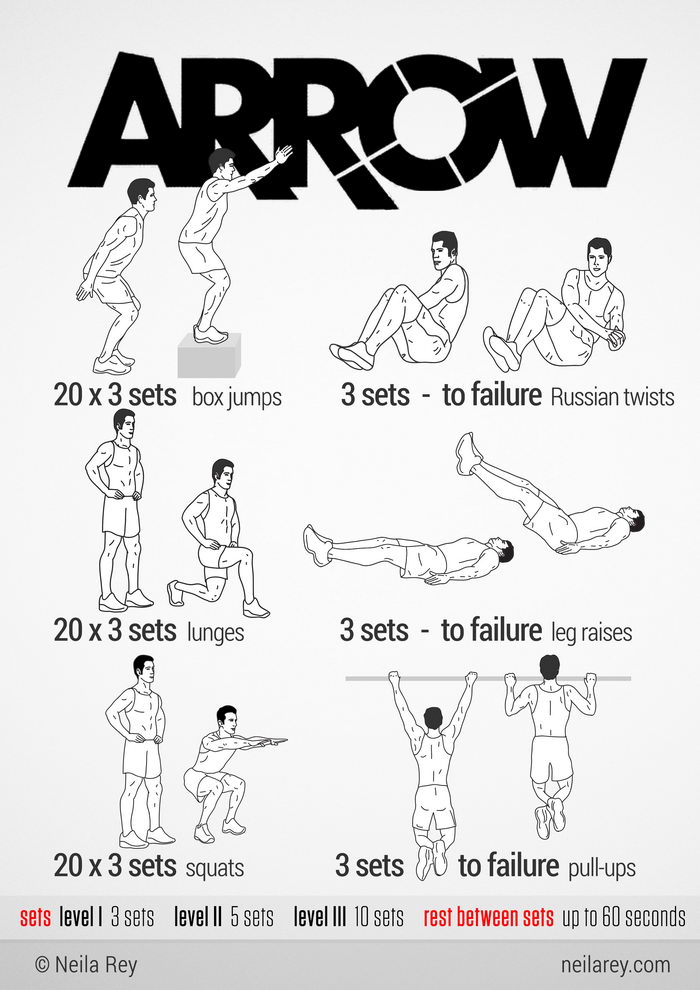 ARROW
20 x 3 sets box jumps
3 sets - to failure Russian twists
20 x 3 sets lunges
3 sets - to failure leg raises
20 x 3 sets squats
3 sets to failure pull-ups
sets level I 3 sets level II 5 sets level III 10 sets rest between sets up to 60 seconds
© Neila Rey neilarey.com